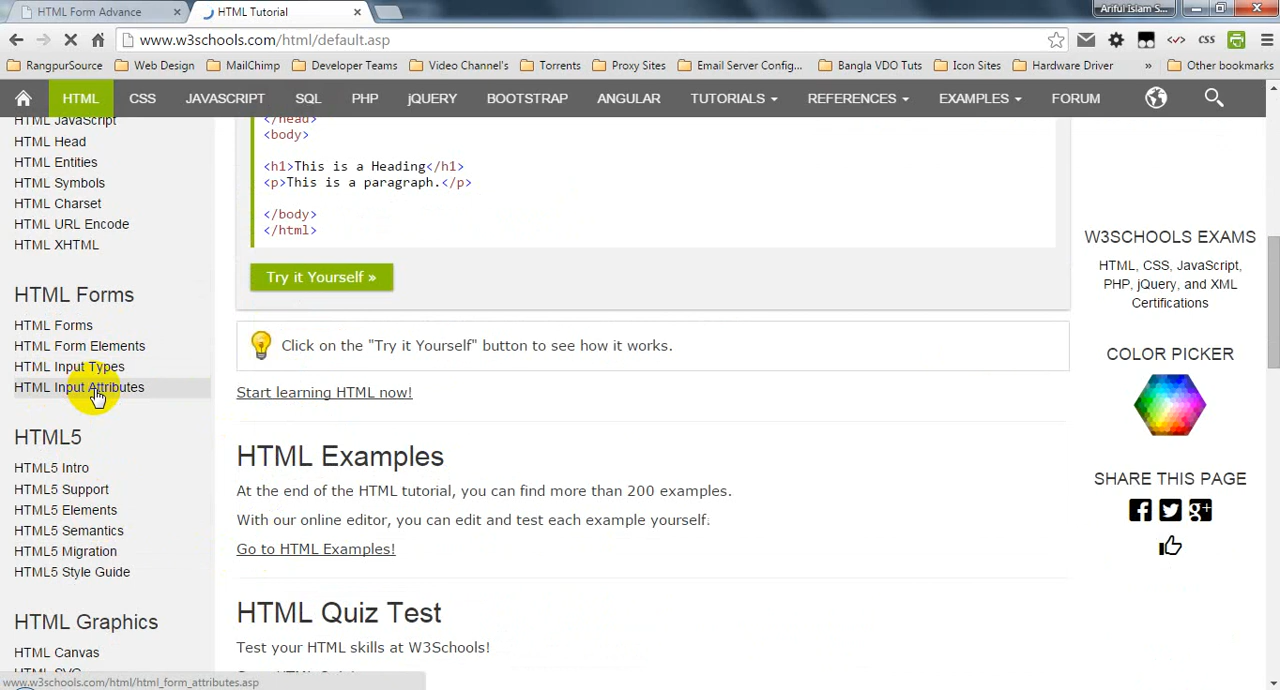 HTML Form Advance
HTML Tutorial
Ariful Islam S...
www.w3schools.com/html/default.asp
CSS
RangpurSource
Web Design
MailChimp
Developer Teams
Video Channel's
Torrents
Proxy Sites
Email Server Config...
Bangla VDO Tuts
Icon Sites
Hardware Driver
»
Other bookmarks
HTML
CSS
JAVASCRIPT
SQL
PHP
jQUERY
BOOTSTRAP
ANGULAR
TUTORIALS
REFERENCES
EXAMPLES
FORUM
HTML JavaScript
HTML Head
HTML Entities
HTML Symbols
HTML Charset
HTML URL Encode
HTML XHTML
HTML Forms
HTML Forms
HTML Form Elements
HTML Input Types
HTML Input Attributes
HTML5
HTML5 Intro
HTML5 Support
HTML5 Elements
HTML5 Semantics
HTML5 Migration
HTML5 Style Guide
HTML Graphics
HTML Canvas
HTML SVG
www.w3schools.com/html/html_form_attributes.asp
</head>
<body>
<h1>This is a Heading</h1>
<p>This is a paragraph.</p>
</body>
</html>
Try it Yourself »
Click on the "Try it Yourself" button to see how it works.
Start learning HTML now!
HTML Examples
At the end of the HTML tutorial, you can find more than 200 examples.
With our online editor, you can edit and test each example yourself.
Go to HTML Examples!
HTML Quiz Test
Test your HTML skills at W3Schools!
W3SCHOOLS EXAMS
HTML, CSS, JavaScript,
PHP, jQuery, and XML
Certifications
COLOR PICKER
SHARE THIS PAGE